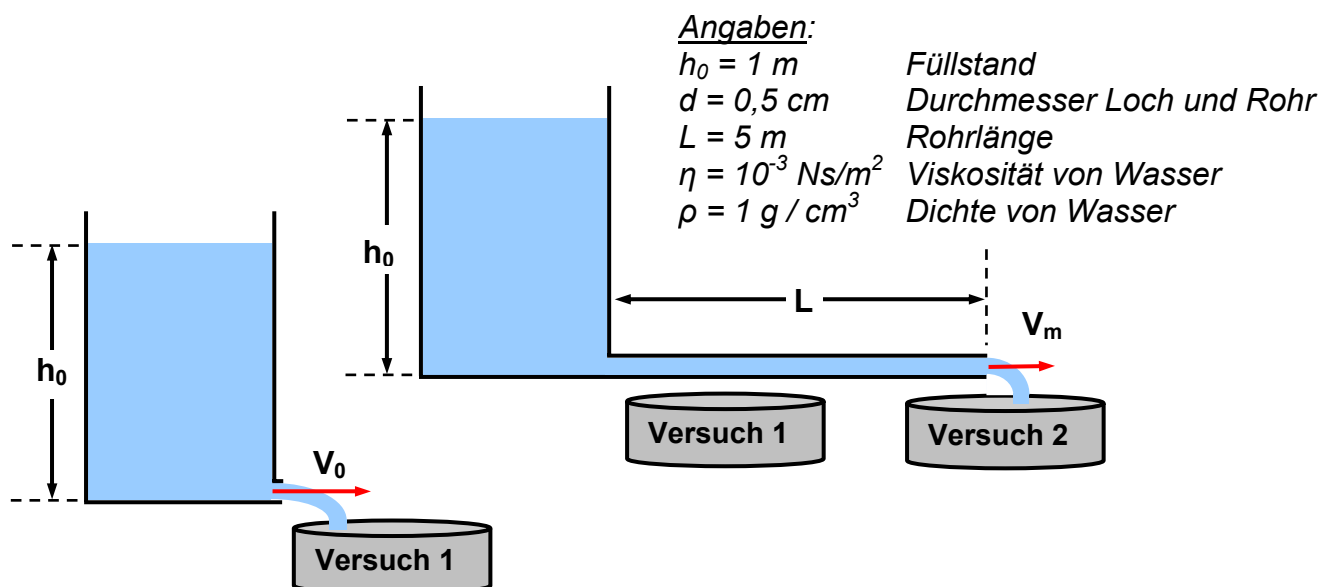 Angaben:
h0 = 1 m Füllstand
d = 0,5 cm Durchmesser Loch und Rohr
L = 5 m Rohrlänge
η = 10⁻³ Ns/m² Viskosität von Wasser
ρ = 1 g / cm³ Dichte von Wasser
h0
L
Vm
Versuch 1
Versuch 2
h0
V0
Versuch 1